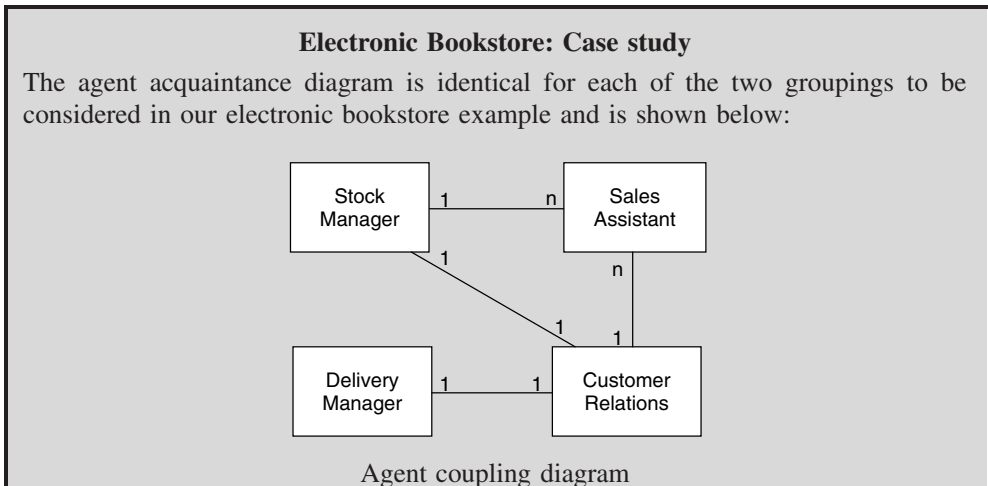 Electronic Bookstore: Case study
The agent acquaintance diagram is identical for each of the two groupings to be
considered in our electronic bookstore example and is shown below:
Stock
Manager
1
n
Sales
Assistant
1
n
1
1
Delivery
Manager
1
1
Customer
Relations
Agent coupling diagram